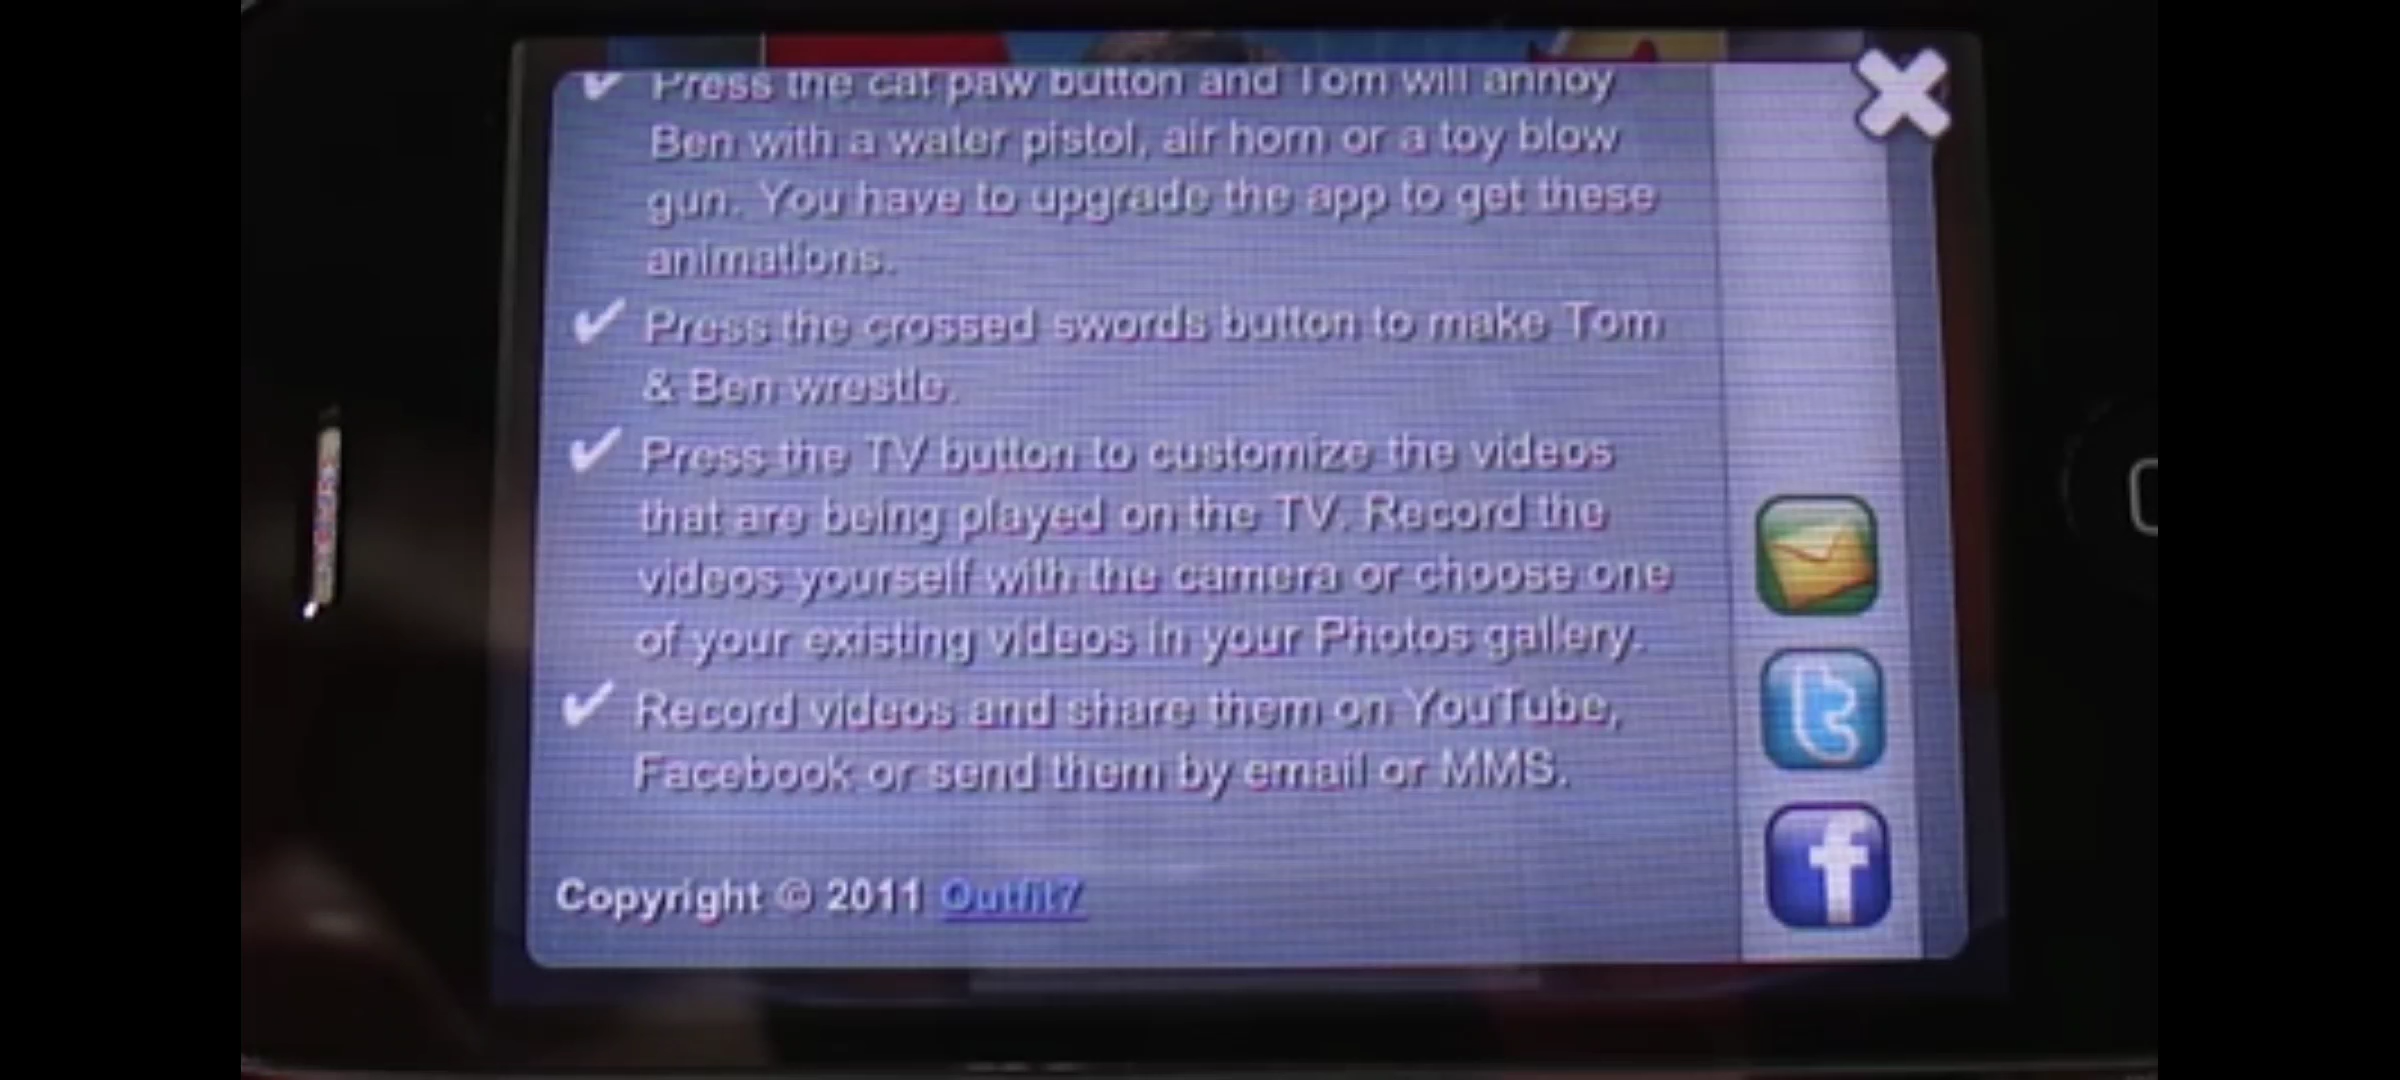 Press the cat paw button and Tom will annoy
Ben with a water pistol, air horn or a toy blow
gun. You have to upgrade the app to get these
animations.
Press the crossed swords button to make Tom
& Ben wrestle.
Press the TV button to customize the videos
that are being played on the TV. Record the
videos yourself with the camera or choose one
of your existing videos in your Photos gallery.
Record videos and share them on YouTube,
Facebook or send them by email or MMS.
Copyright © 2011 Outfit7